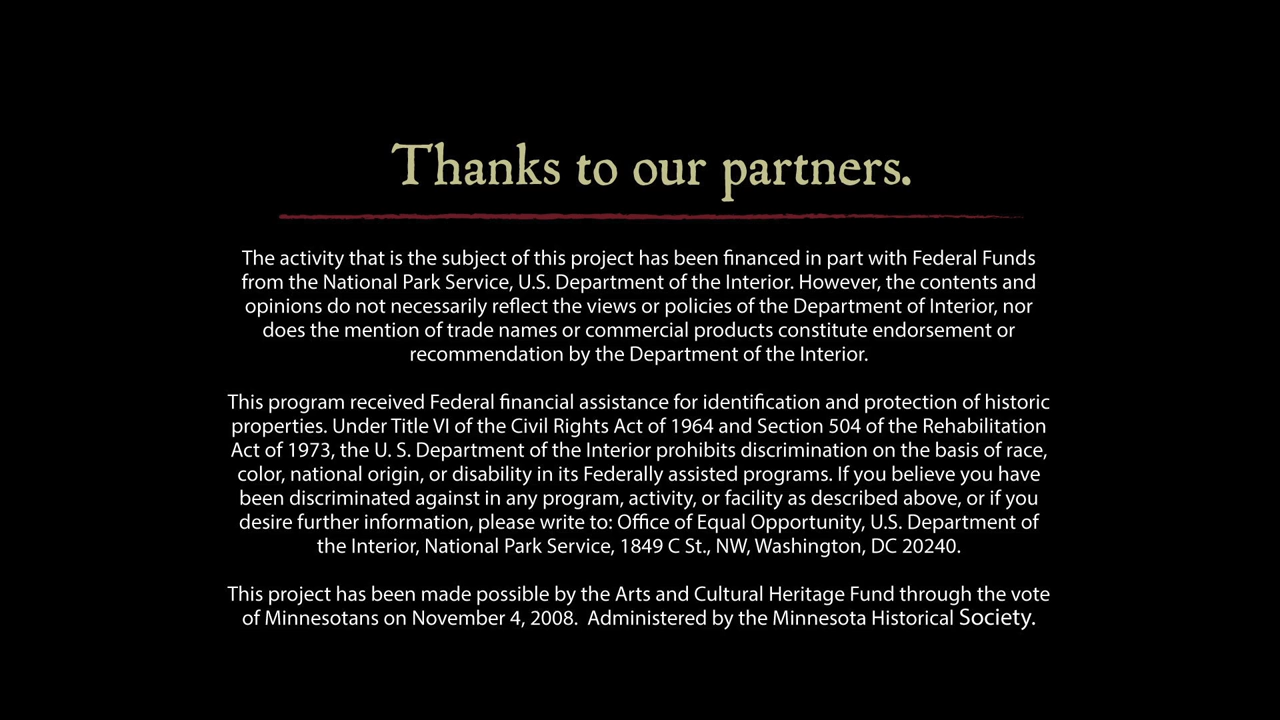 Thanks to our partners.
The activity that is the subject of this project has been financed in part with Federal Funds
from the National Park Service, U.S. Department of the Interior. However, the contents and
opinions do not necessarily reflect the views or policies of the Department of Interior, nor
does the mention of trade names or commercial products constitute endorsement or
recommendation by the Department of the Interior.
This program received Federal financial assistance for identification and protection of historic
properties. Under Title VI of the Civil Rights Act of 1964 and Section 504 of the Rehabilitation
Act of 1973, the U. S. Department of the Interior prohibits discrimination on the basis of race,
color, national origin, or disability in its Federally assisted programs. If you believe you have
been discriminated against in any program, activity, or facility as described above, or if you
desire further information, please write to: Office of Equal Opportunity, U.S. Department of
the Interior, National Park Service, 1849 C St., NW, Washington, DC 20240.
This project has been made possible by the Arts and Cultural Heritage Fund through the vote
of Minnesotans on November 4, 2008.  Administered by the Minnesota Historical Society.